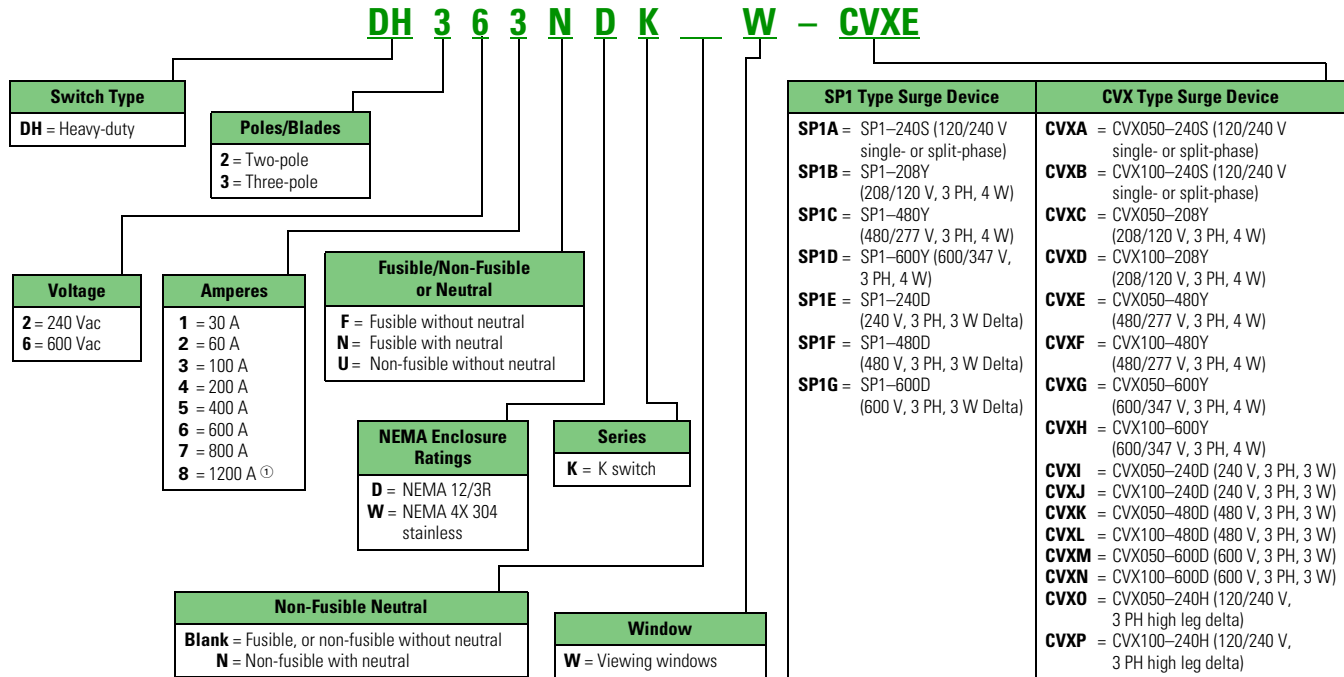 DH 3 6 3 N D K __ W – CVXE
Switch Type
DH = Heavy-duty
Poles/Blades
2 = Two-pole
3 = Three-pole
Voltage
2 = 240 Vac
6 = 600 Vac
Amperes
1 = 30 A
2 = 60 A
3 = 100 A
4 = 200 A
5 = 400 A
6 = 600 A
7 = 800 A
8 = 1200 A ①
Fusible/Non-Fusible
or Neutral
F = Fusible without neutral
N = Fusible with neutral
U = Non-fusible without neutral
NEMA Enclosure
Ratings
D = NEMA 12/3R
W = NEMA 4X 304
stainless
Series
K = K switch
Non-Fusible Neutral
Blank = Fusible, or non-fusible without neutral
N = Non-fusible with neutral
Window
W = Viewing windows
SP1 Type Surge Device
SP1A = SP1–240S (120/240 V
single- or split-phase)
SP1B = SP1–208Y
(208/120 V, 3 PH, 4 W)
SP1C = SP1–480Y
(480/277 V, 3 PH, 4 W)
SP1D = SP1–600Y (600/347 V,
3 PH, 4 W)
SP1E = SP1–240D
(240 V, 3 PH, 3 W Delta)
SP1F = SP1–480D
(480 V, 3 PH, 3 W Delta)
SP1G = SP1–600D
(600 V, 3 PH, 3 W Delta)
CVX Type Surge Device
CVXA = CVX050–240S (120/240 V
single- or split-phase)
CVXB = CVX100–240S (120/240 V
single- or split-phase)
CVXC = CVX050–208Y
(208/120 V, 3 PH, 4 W)
CVXD = CVX100–208Y
(208/120 V, 3 PH, 4 W)
CVXE = CVX050–480Y
(480/277 V, 3 PH, 4 W)
CVXF = CVX100–480Y
(480/277 V, 3 PH, 4 W)
CVXG = CVX050–600Y
(600/347 V, 3 PH, 4 W)
CVXH = CVX100–600Y
(600/347 V, 3 PH, 4 W)
CVXI = CVX050–240D (240 V, 3 PH, 3 W)
CVXJ = CVX100–240D (240 V, 3 PH, 3 W)
CVXK = CVX050–480D (480 V, 3 PH, 3 W)
CVXL = CVX100–480D (480 V, 3 PH, 3 W)
CVXM = CVX050–600D (600 V, 3 PH, 3 W)
CVXN = CVX100–600D (600 V, 3 PH, 3 W)
CVXO = CVX050–240H (120/240 V,
3 PH high leg delta)
CVXP = CVX100–240H (120/240 V,
3 PH high leg delta)